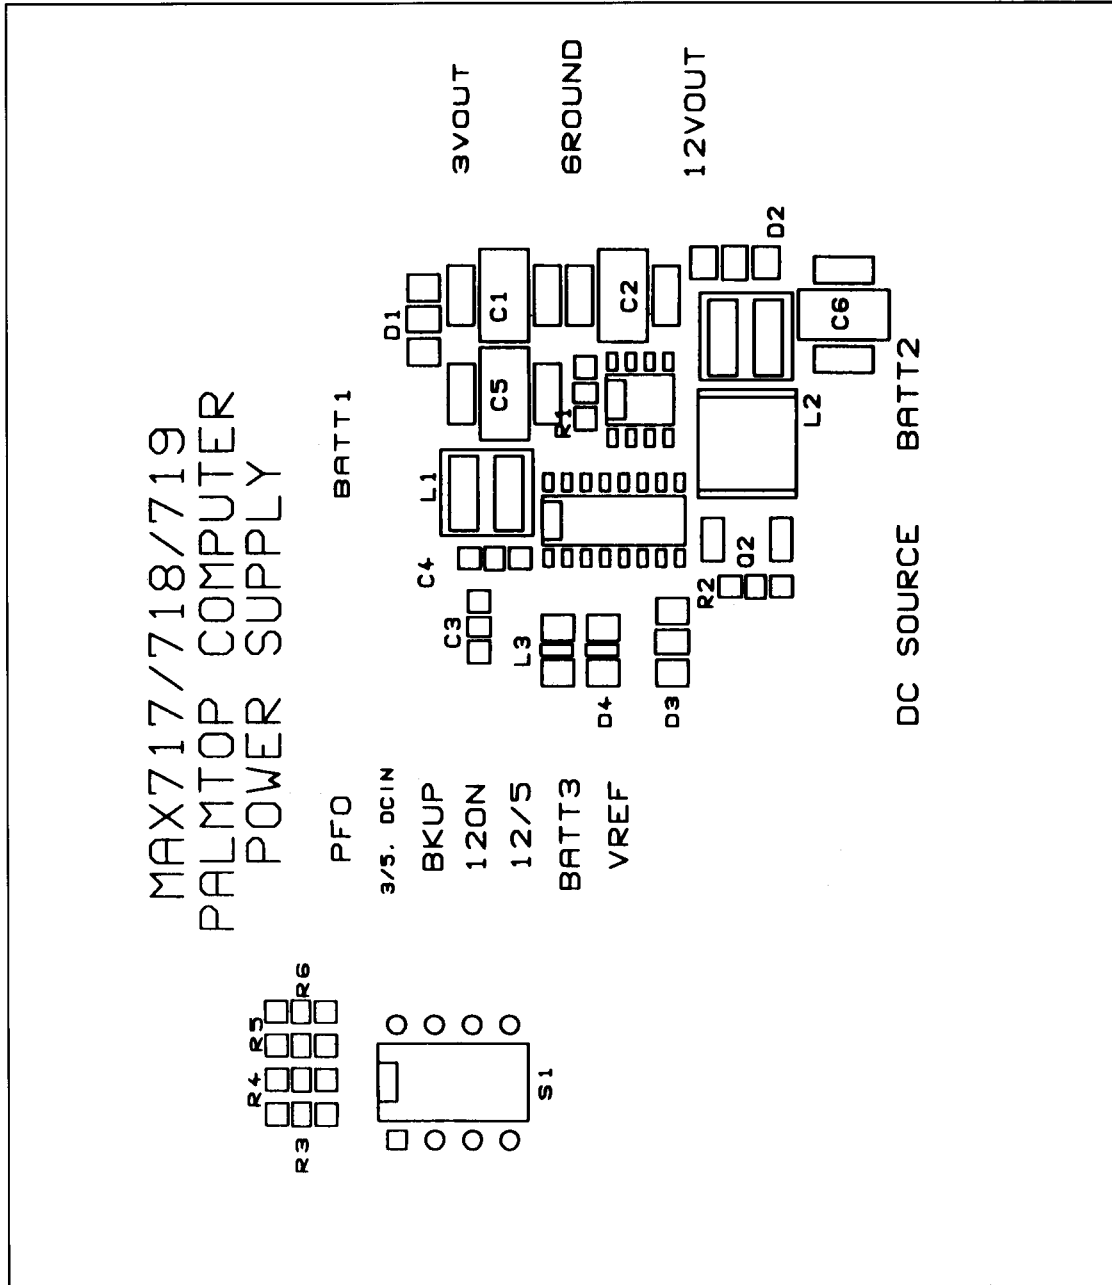 MAX717/718/719
PALMTOP COMPUTER
POWER SUPPLY
R6
R5
R4
R3
S1
PFO
3/5. DCIN
BKUP
120N
12/5
BATT3
VREF
BATT1
D1
L1
C5
C1
C4
C3
L3
D4
D3
R1
C2
R2
Q2
L2
D2
C6
3VOUT
GROUND
12VOUT
DC SOURCE
BATT2